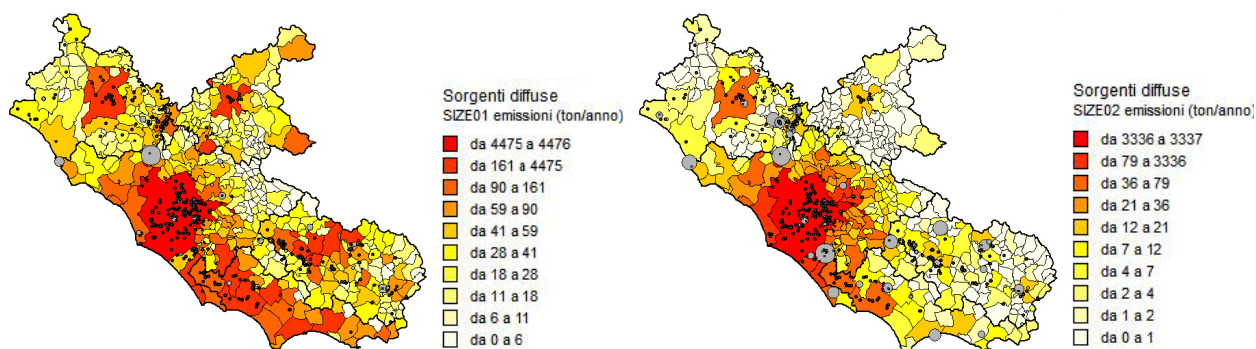 Sorgenti diffuse
SIZE01 emissioni (ton/anno)
da 4475 a 4476
da 161 a 4475
da 90 a 161
da 59 a 90
da 41 a 59
da 28 a 41
da 18 a 28
da 11 a 18
da 6 a 11
da 0 a 6
Sorgenti diffuse
SIZE02 emissioni (ton/anno)
da 3336 a 3337
da 79 a 3336
da 36 a 79
da 21 a 36
da 12 a 21
da 7 a 12
da 4 a 7
da 2 a 4
da 1 a 2
da 0 a 1